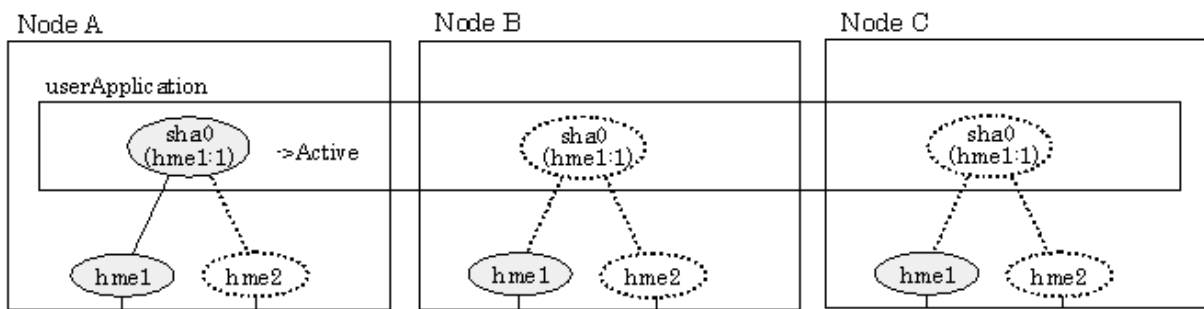 Node A
Node B
Node C
userApplication
sha0
(hme1:1)
->Active
sha0
(hme1:1)
sha0
(hme1:1)
hme1
hme2
hme1
hme2
hme1
hme2